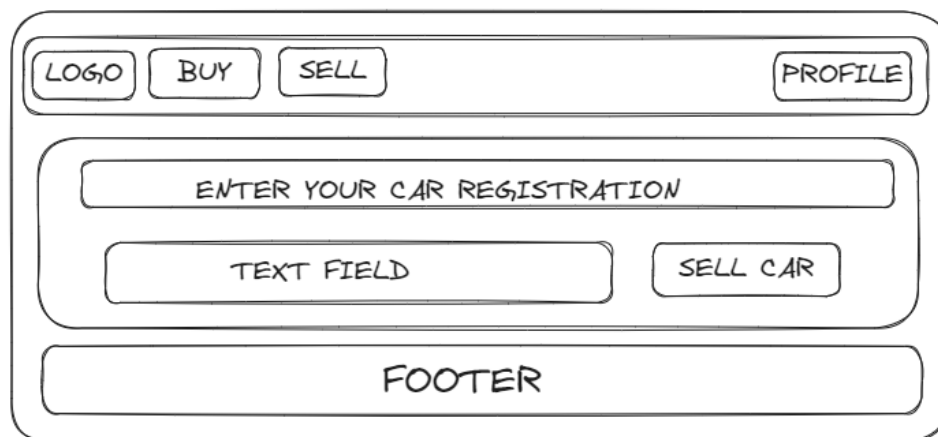 LOGO BUY SELL PROFILE
ENTER YOUR CAR REGISTRATION
TEXT FIELD SELL CAR
FOOTER